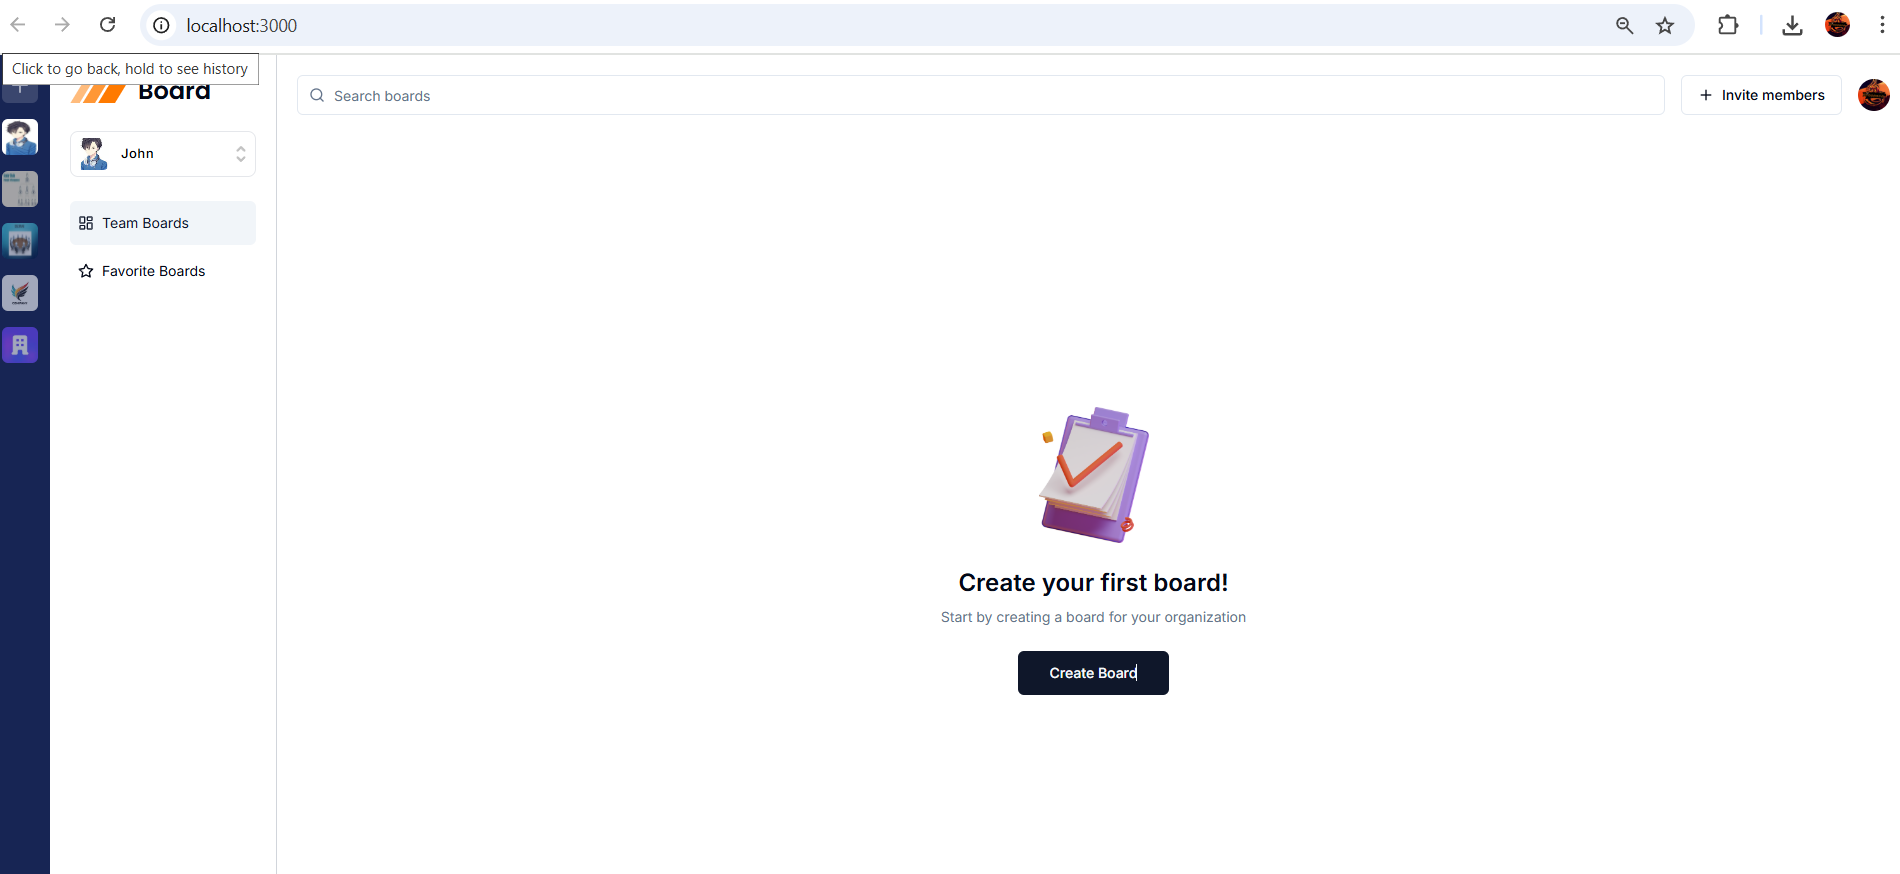 localhost:3000
Click to go back, hold to see history
Board
Search boards
Invite members
John
Team Boards
Favorite Boards
Create your first board!
Start by creating a board for your organization
Create Board